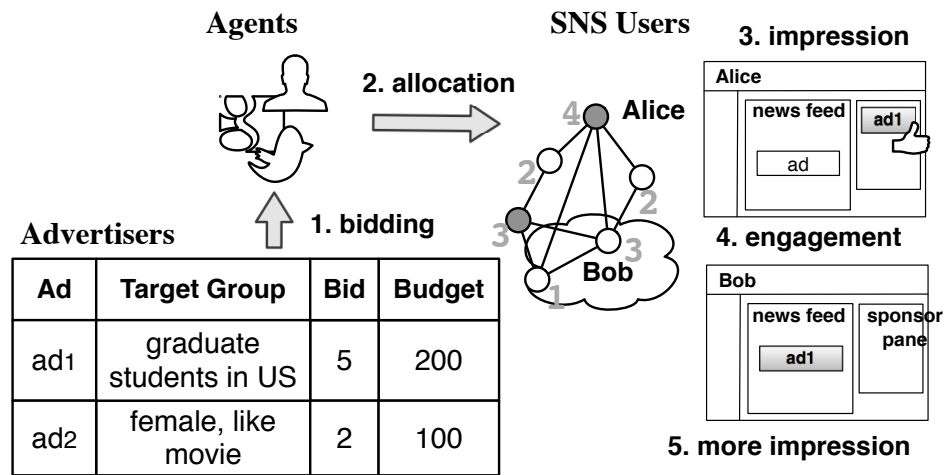 Agents
SNS Users
3. impression
2. allocation
Alice
news feed
ad1
ad
4
Alice
2
2
3
3
Bob
1
1. bidding
4. engagement
Advertisers
Ad Target Group Bid Budget
ad1 graduate students in US 5 200
ad2 female, like movie 2 100
Bob
news feed
sponsor
pane
ad1
5. more impression